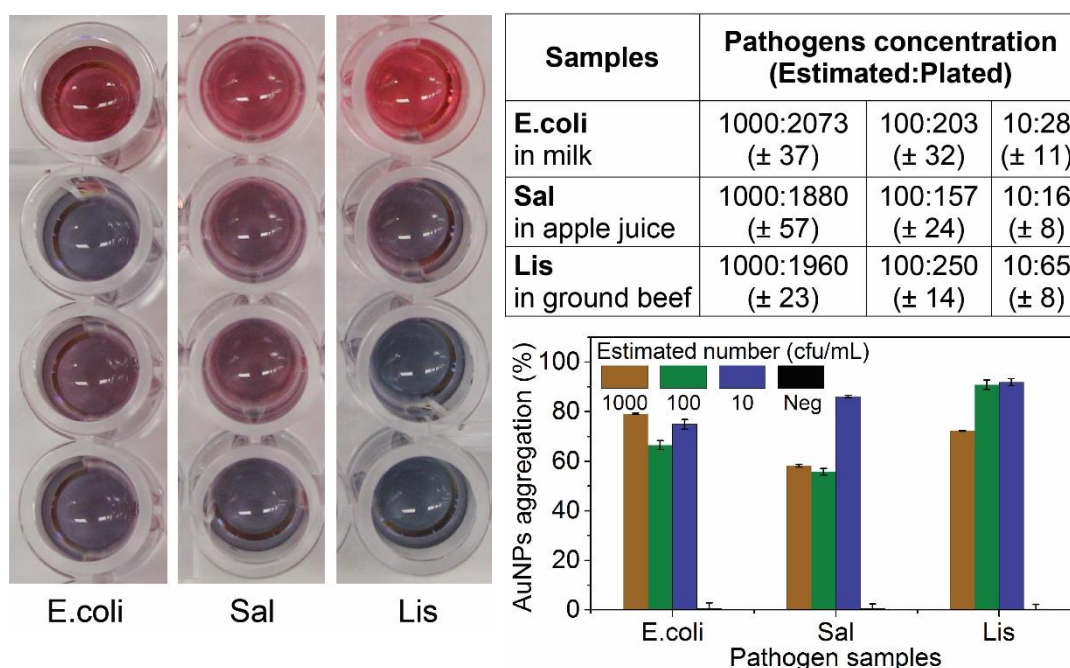 E.coli Sal Lis
Samples Pathogens concentration
(Estimated:Plated)
E.coli 1000:2073 100:203 10:28
in milk (± 37) (± 32) (± 11)
Sal 1000:1880 100:157 10:16
in apple juice (± 57) (± 24) (± 8)
Lis 1000:1960 100:250 10:65
in ground beef (± 23) (± 14) (± 8)
AuNPs aggregation (%)
100
80
60
40
20
0
Estimated number (cfu/mL)
1000 100 10 Neg
E.coli Sal Lis
Pathogen samples